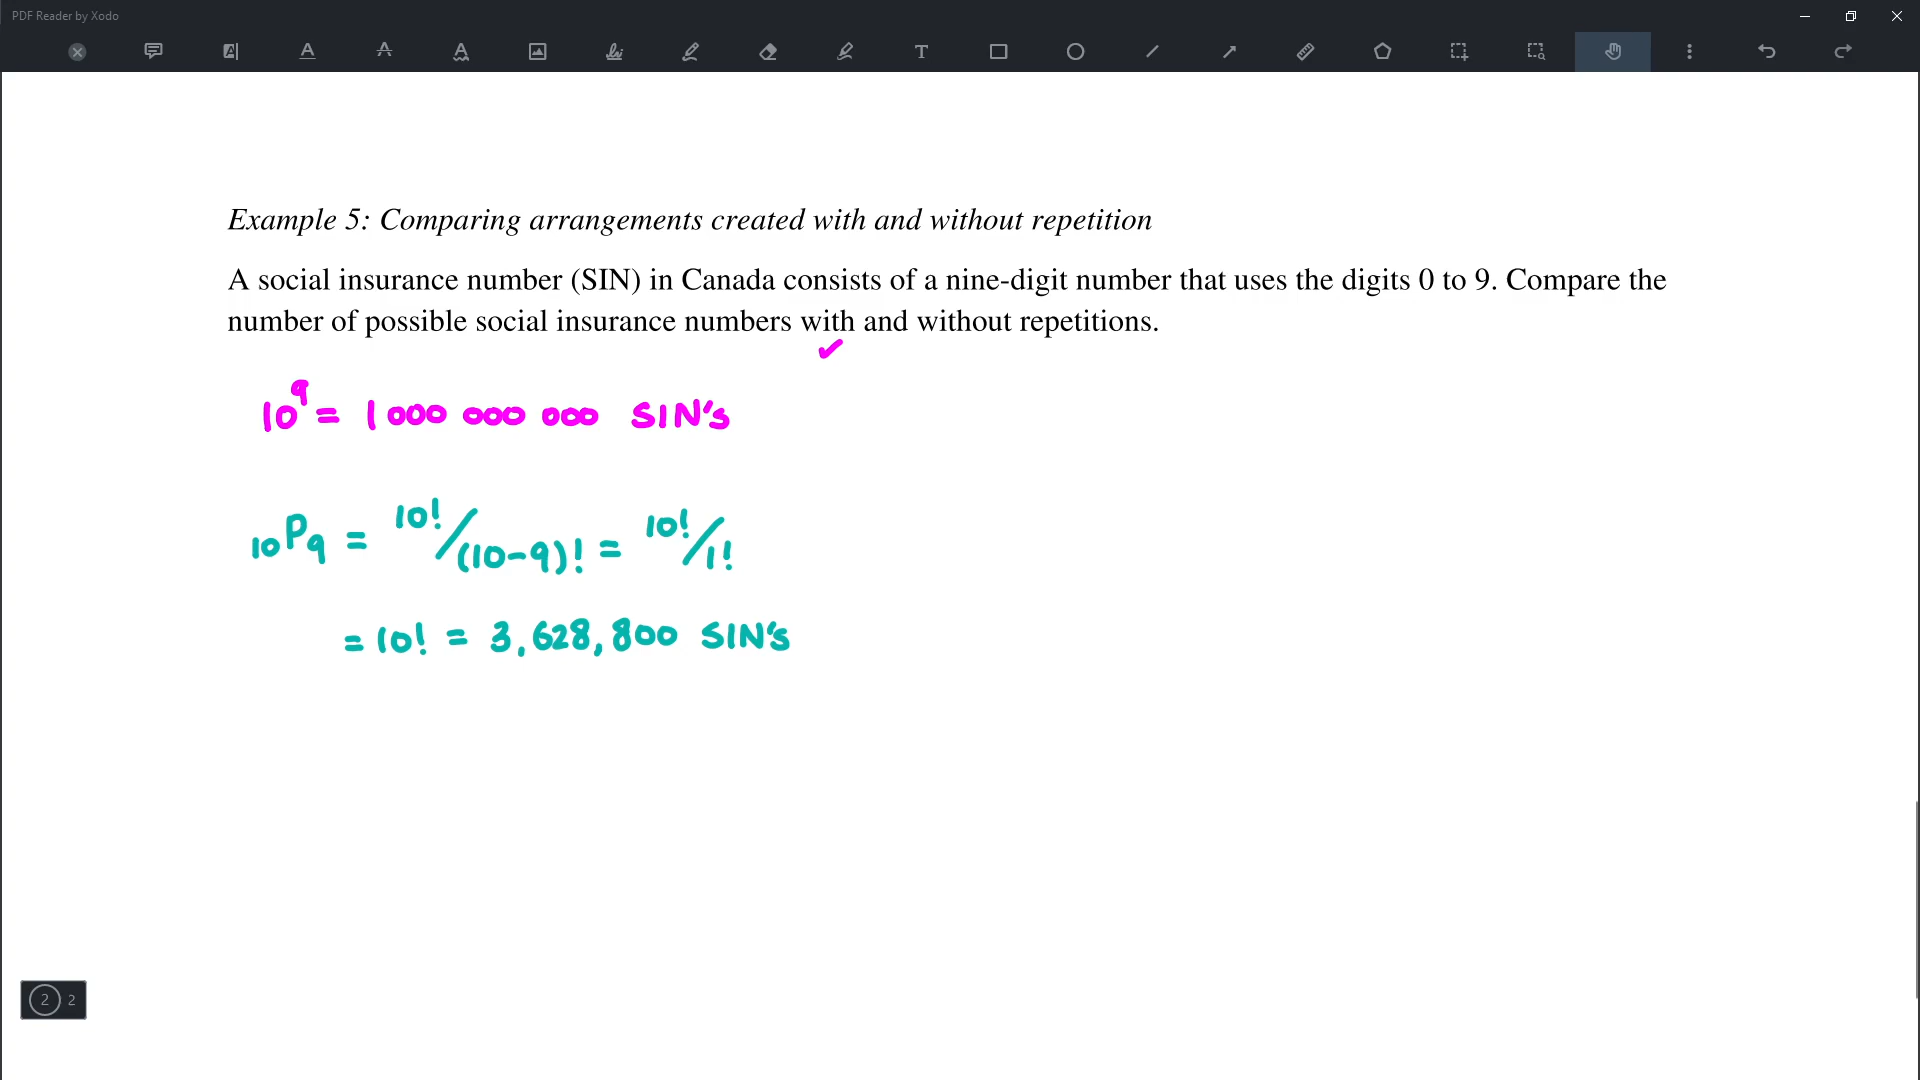 PDF Reader by Xodo
Example 5: Comparing arrangements created with and without repetition
A social insurance number (SIN) in Canada consists of a nine-digit number that uses the digits 0 to 9. Compare the
number of possible social insurance numbers with and without repetitions.
✓
10⁹ = 1 000 000 000 SIN's
₁₀P₉ = 10!/(10-9)! = 10!/1!
= 10! = 3,628,800 SIN's
2 2